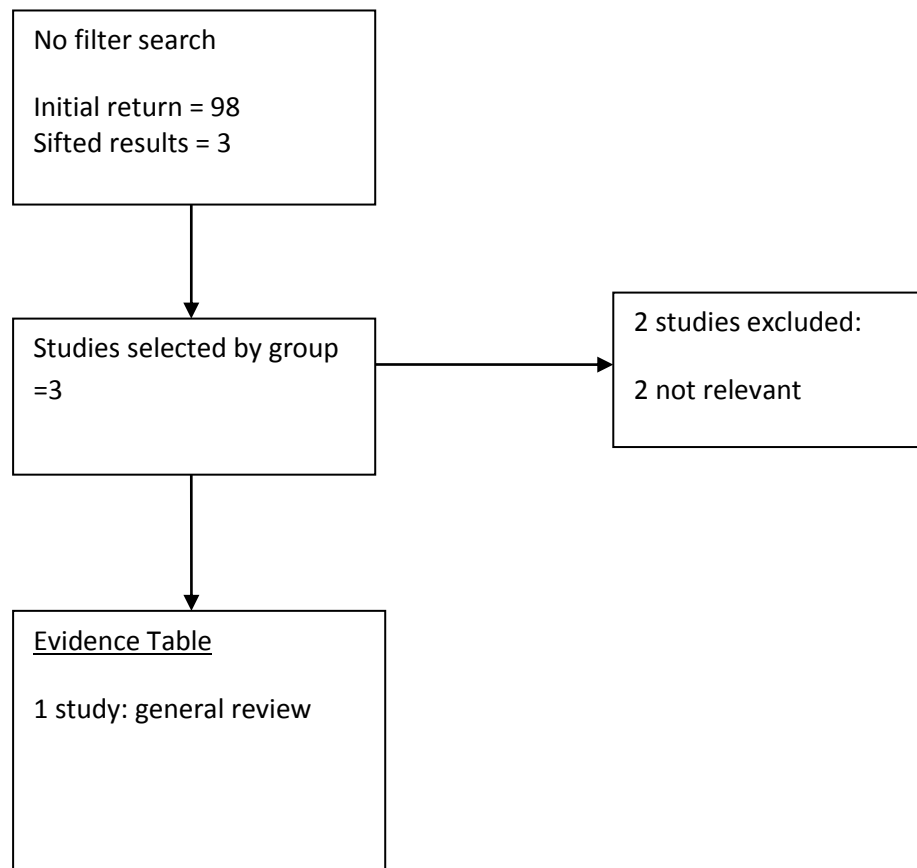 No filter search
Initial return = 98
Sifted results = 3
Studies selected by group
=3
2 studies excluded:
2 not relevant
Evidence Table
1 study: general review